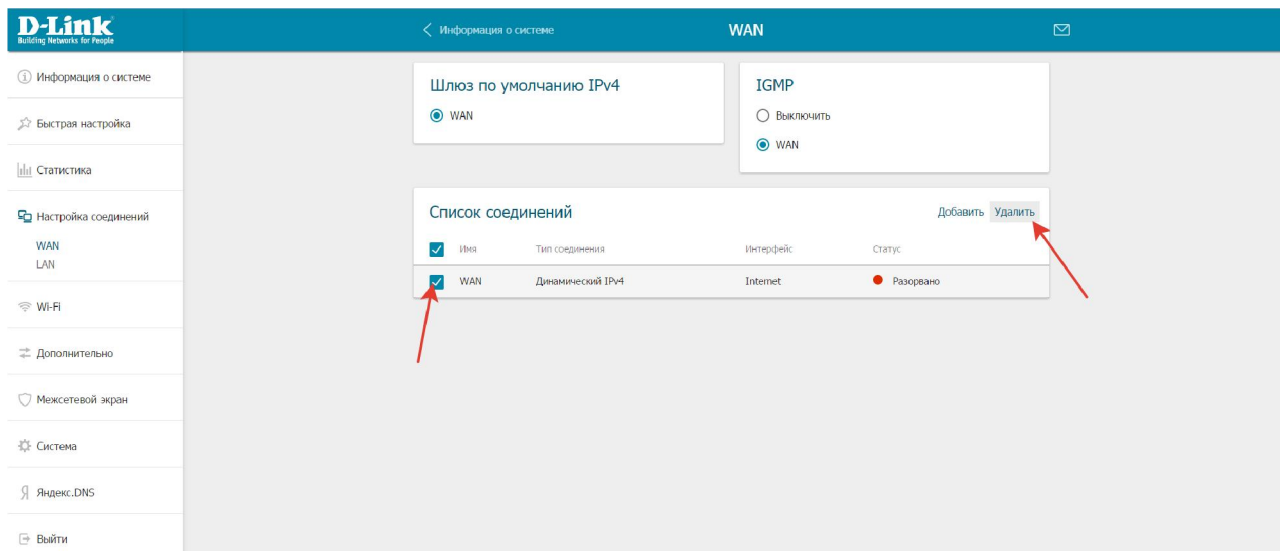 D-Link
Building Networks for People
Информация о системе
WAN
Информация о системе
Быстрая настройка
Статистика
Настройка соединений
WAN
LAN
Wi-Fi
Дополнительно
Межсетевой экран
Система
Яндекс.DNS
Выйти
Шлюз по умолчанию IPv4
WAN
IGMP
Выключить
WAN
Список соединений
Добавить Удалить
Имя Тип соединения Интерфейс Статус
WAN Динамический IPv4 Internet Разорвано